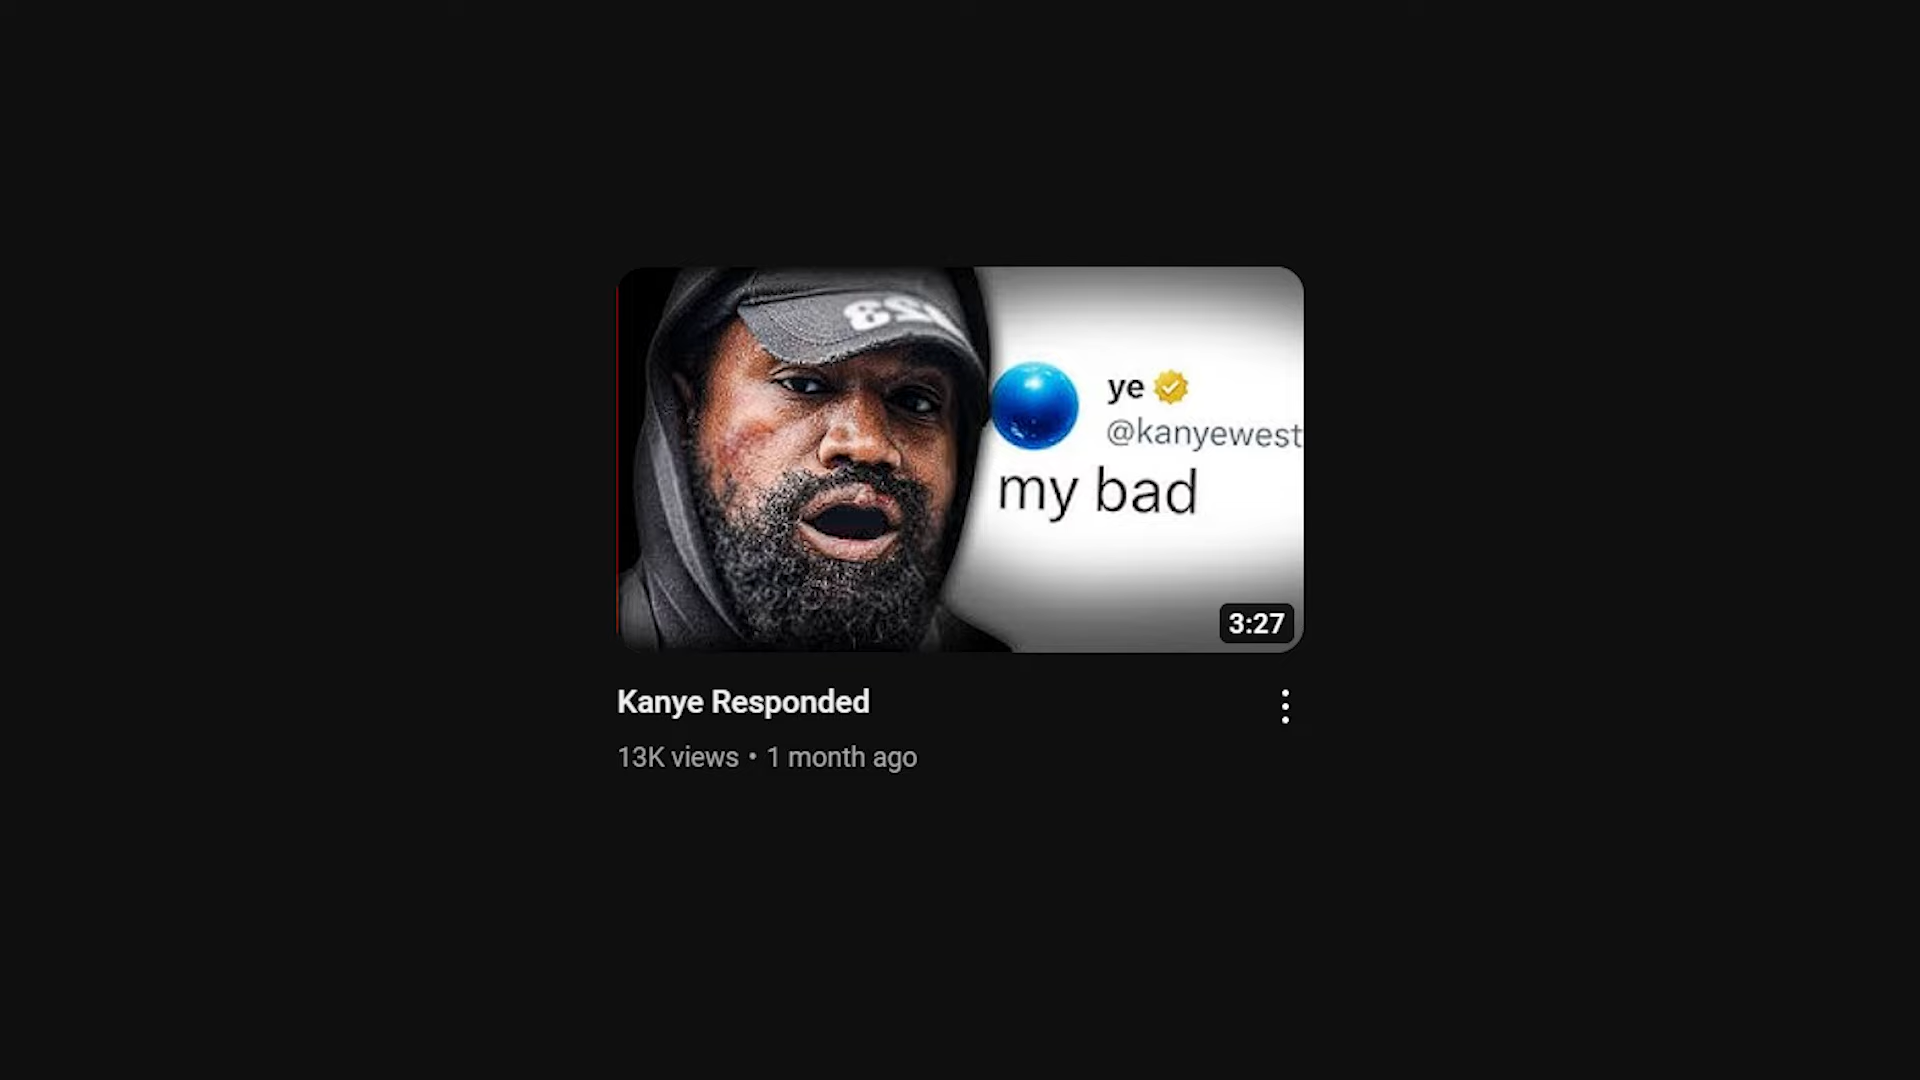 ye
@kanyewest
my bad
3:27
Kanye Responded
13K views • 1 month ago